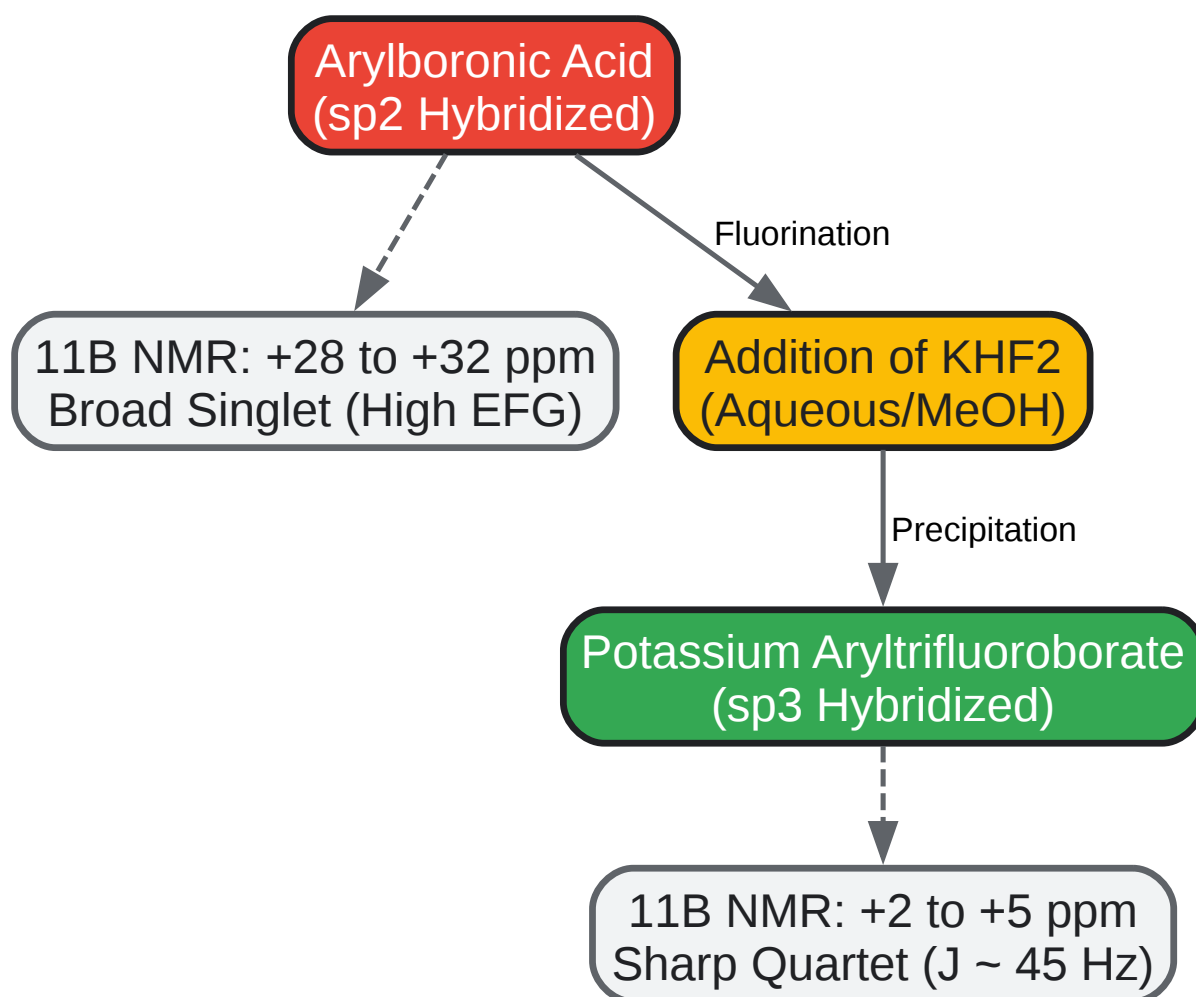 Arylboronic Acid
(sp2 Hybridized)
Fluorination
11B NMR: +28 to +32 ppm
Broad Singlet (High EFG)
Addition of KHF2
(Aqueous/MeOH)
Precipitation
Potassium Aryltrifluoroborate
(sp3 Hybridized)
11B NMR: +2 to +5 ppm
Sharp Quartet (J ~ 45 Hz)